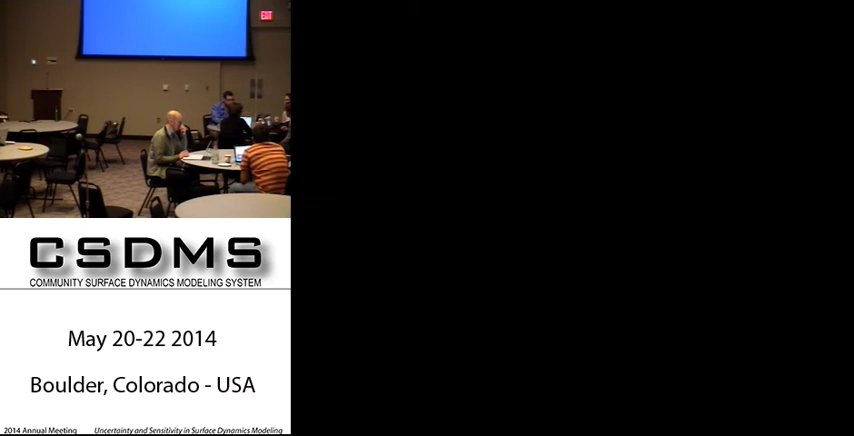 EXIT
CSDMS
COMMUNITY SURFACE DYNAMICS MODELING SYSTEM
May 20-22 2014
Boulder, Colorado - USA
2014 Annual Meeting Uncertainty and Sensitivity in Surface Dynamics Modeling